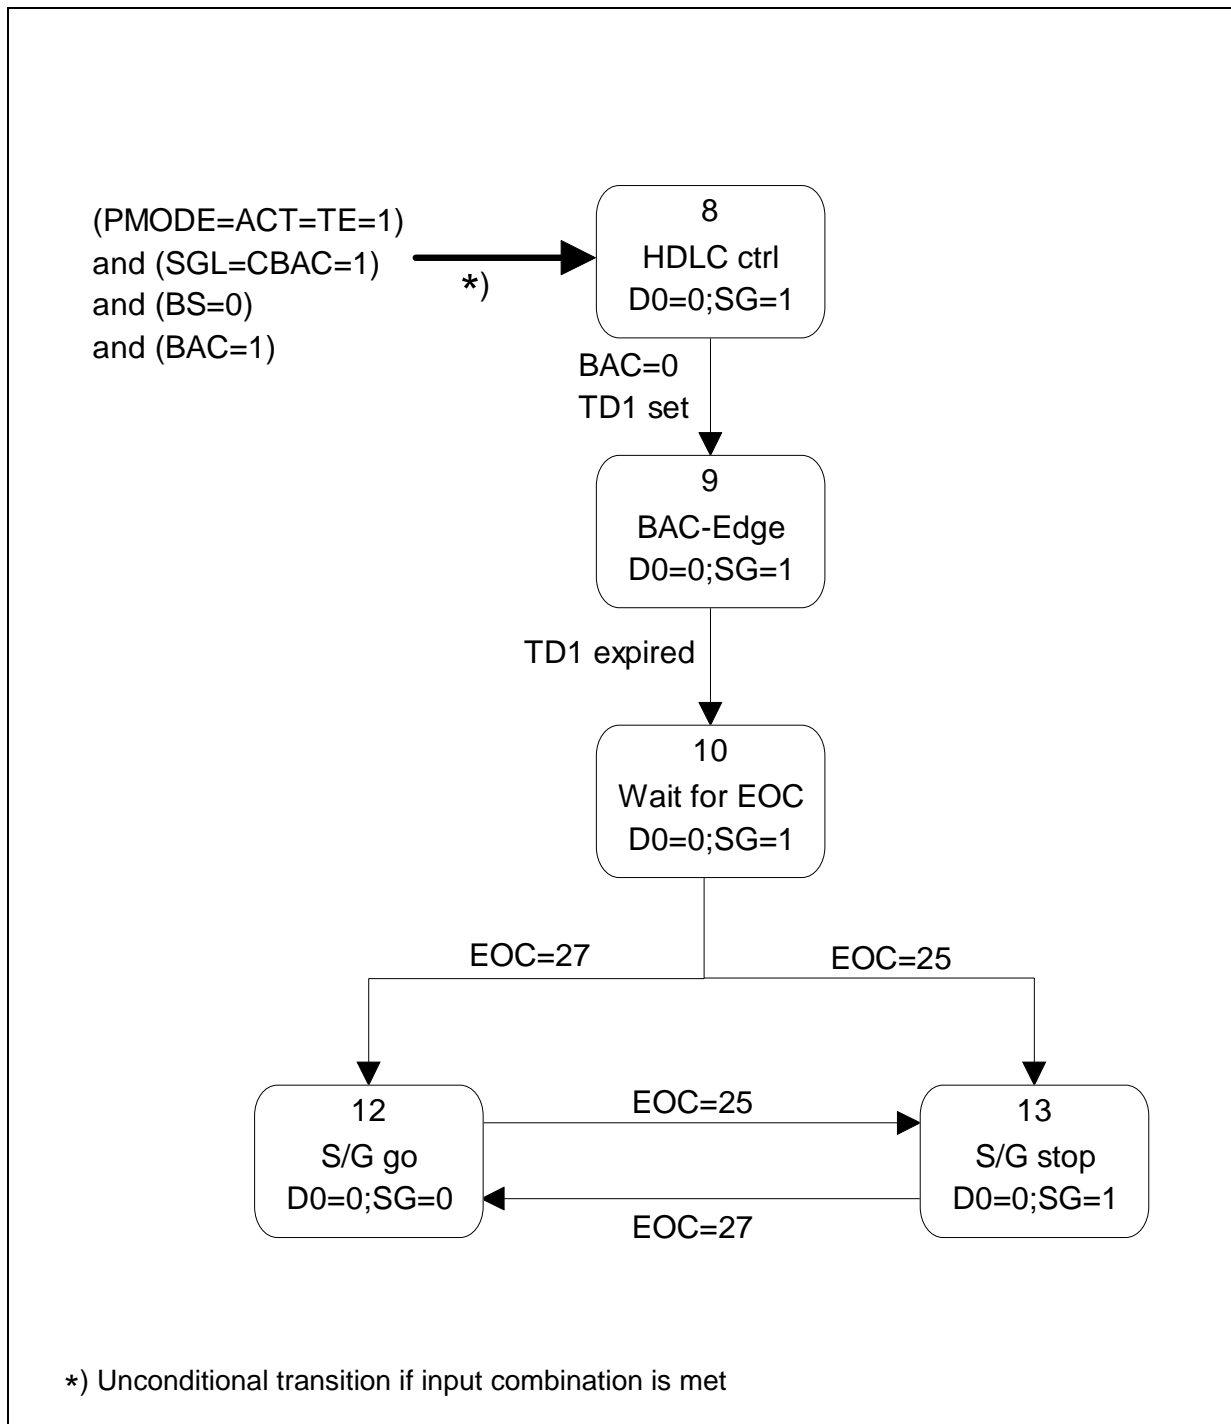 (PMODE=ACT=TE=1)
and (SGL=CBAC=1)
and (BS=0)
and (BAC=1)
*)
8
HDLC ctrl
D0=0;SG=1
BAC=0
TD1 set
9
BAC-Edge
D0=0;SG=1
TD1 expired
10
Wait for EOC
D0=0;SG=1
EOC=27
EOC=25
12
S/G go
D0=0;SG=0
EOC=25
EOC=27
13
S/G stop
D0=0;SG=1
*) Unconditional transition if input combination is met